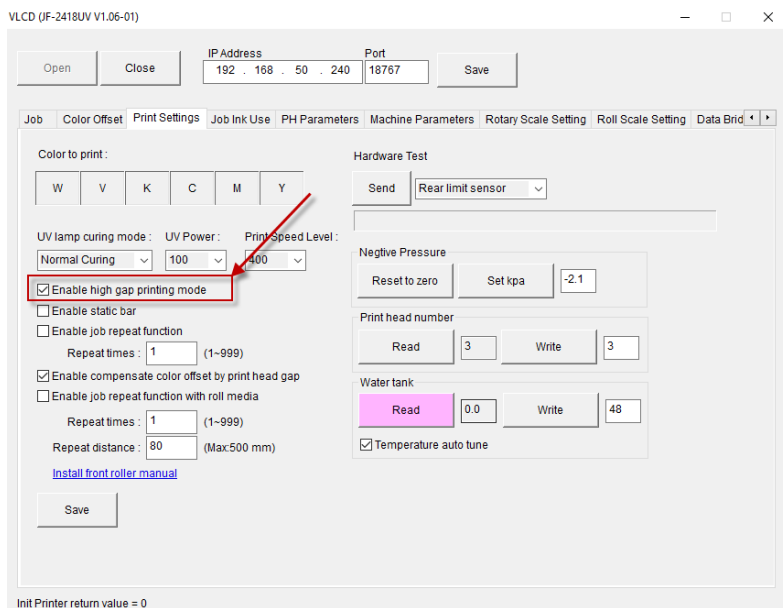 VLCD (JF-2418UV V1.06-01)
Open
Close
IP Address
192 . 168 . 50 . 240
Port
18767
Save
Job
Color Offset
Print Settings
Job Ink Use
PH Parameters
Machine Parameters
Rotary Scale Setting
Roll Scale Setting
Data Brid
Color to print :
W V K C M Y
UV lamp curing mode : UV Power : Print Speed Level :
Normal Curing 100 400
Enable high gap printing mode
Enable static bar
Enable job repeat function
Repeat times : 1 (1~999)
Enable compensate color offset by print head gap
Enable job repeat function with roll media
Repeat times : 1 (1~999)
Repeat distance : 80 (Max:500 mm)
Install front roller manual
Save
Hardware Test
Send Rear limit sensor
Negtive Pressure
Reset to zero Set kpa -2.1
Print head number
Read 3 Write 3
Water tank
Read 0.0 Write 48
Temperature auto tune
Init Printer return value = 0